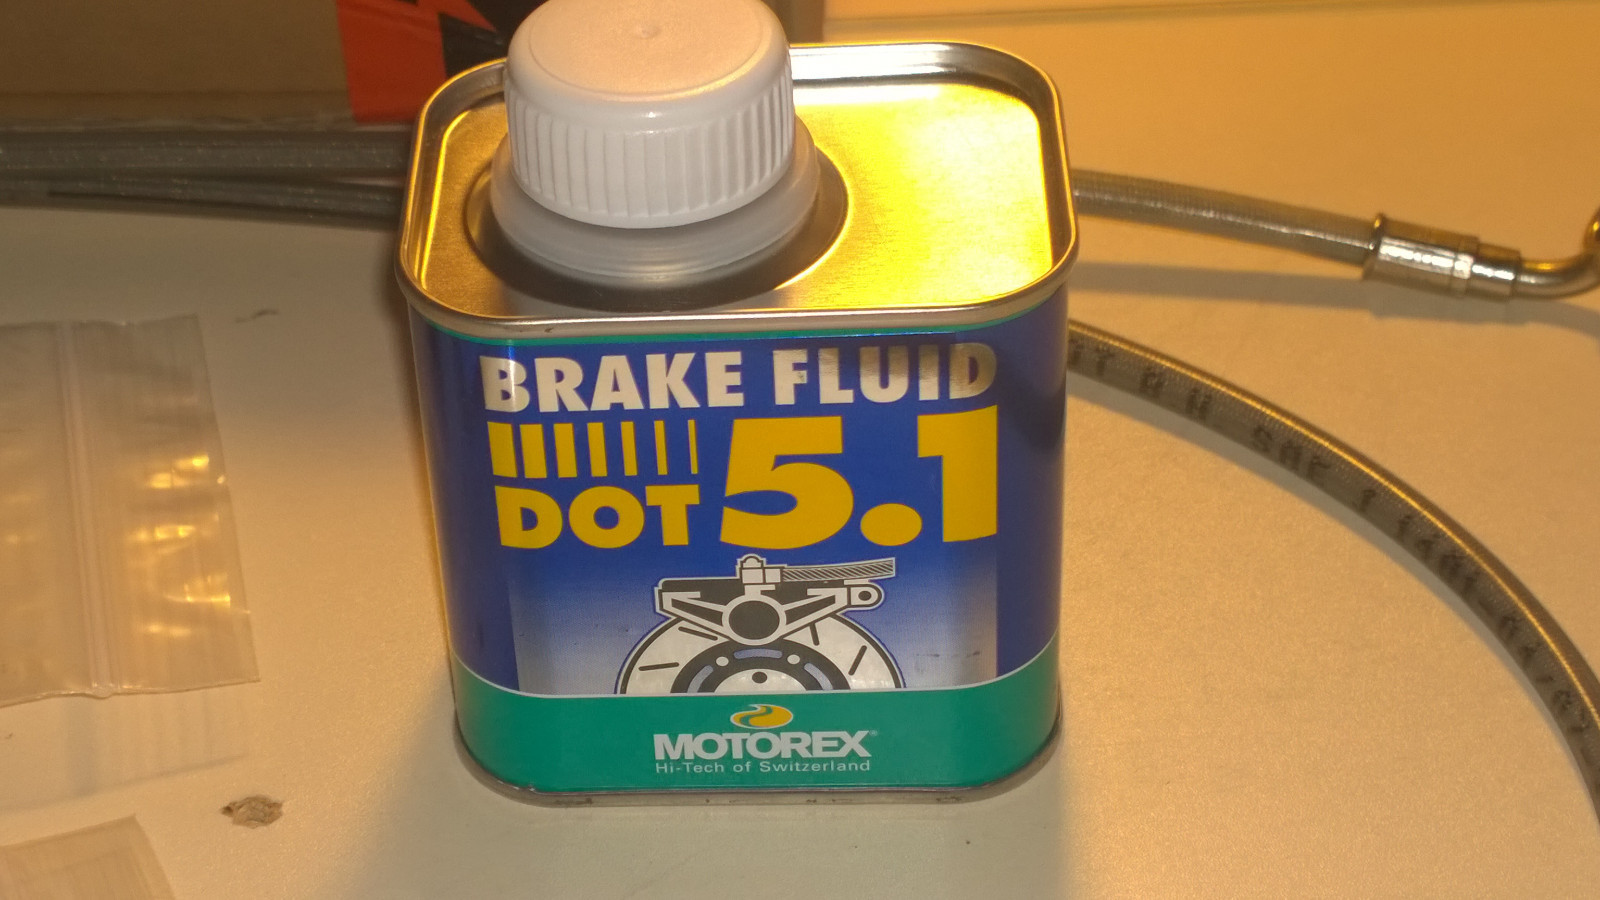 BRAKE FLUID
DOT 5.1
MOTOREX®
Hi-Tech of Switzerland